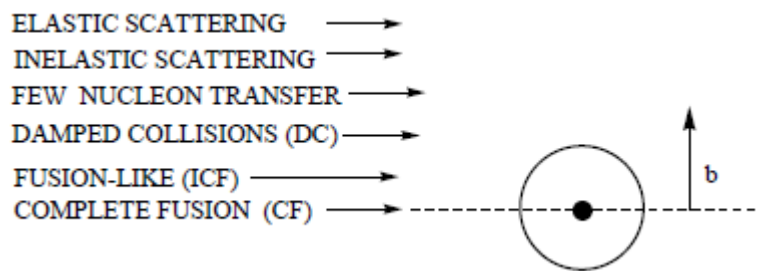 ELASTIC SCATTERING
INELASTIC SCATTERING
FEW NUCLEON TRANSFER
DAMPED COLLISIONS (DC)
FUSION-LIKE (ICF)
COMPLETE FUSION (CF)
b